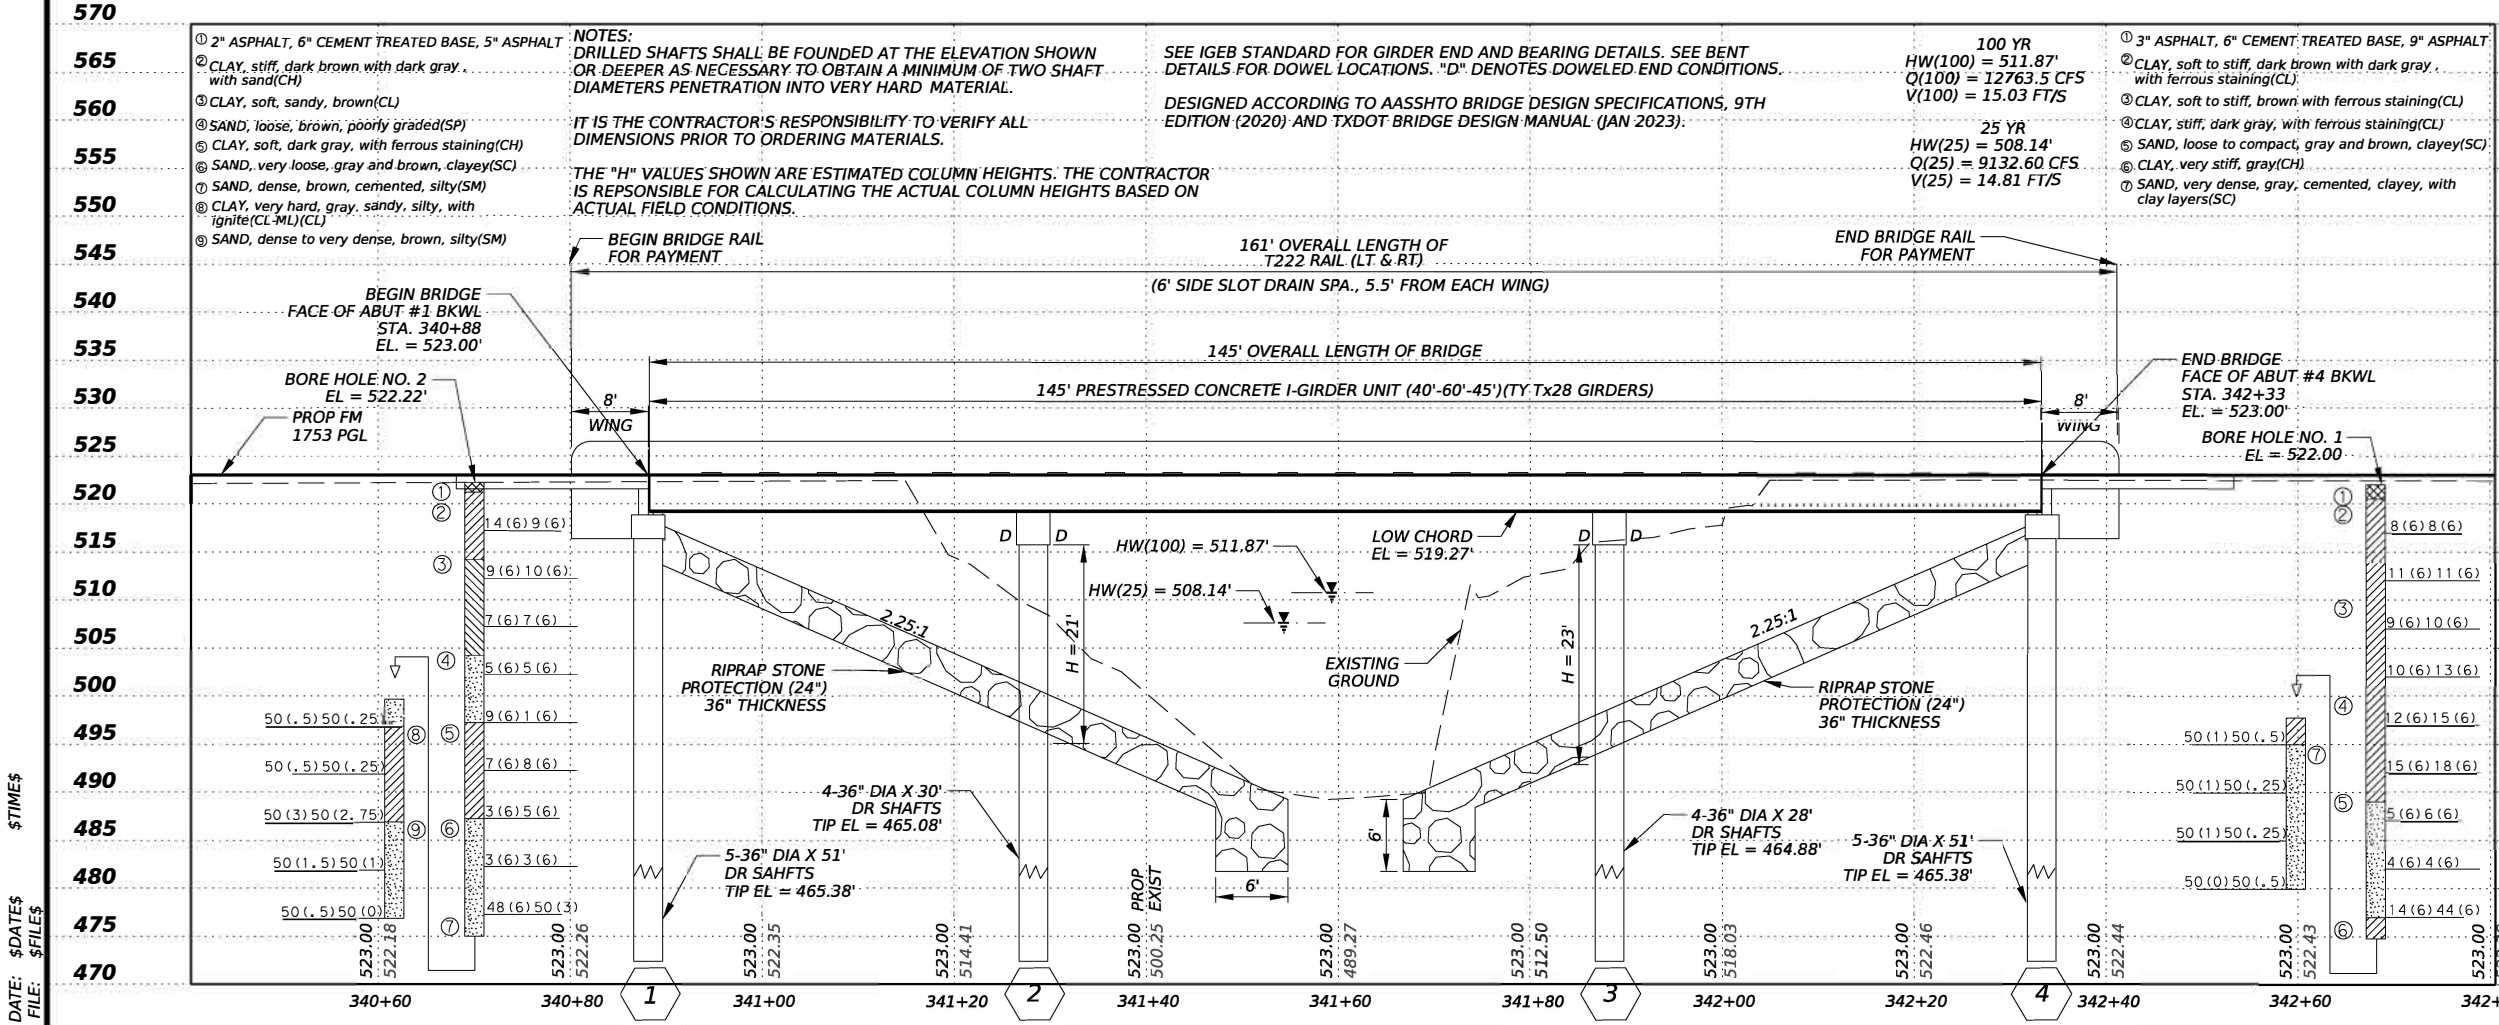 570
565
560
555
550
545
540
535
530
525
520
515
510
505
500
495
490
485
480
475
470
① 2" ASPHALT, 6" CEMENT TREATED BASE, 5" ASPHALT
② CLAY, stiff, dark brown with dark gray,
with sand(CH)
③ CLAY, soft, sandy, brown(CL)
④ SAND, loose, brown, poorly graded(SP)
⑤ CLAY, soft, dark gray, with ferrous staining(CH)
⑥ SAND, very loose, gray and brown, clayey(SC)
⑦ SAND, dense, brown, cemented, silty(SM)
⑧ CLAY, very hard, gray. sandy, silty, with
ignite(CL-ML)(CL)
⑨ SAND, dense to very dense, brown, silty(SM)
NOTES:
DRILLED SHAFTS SHALL BE FOUNDED AT THE ELEVATION SHOWN
OR DEEPER AS NECESSARY TO OBTAIN A MINIMUM OF TWO SHAFT
DIAMETERS PENETRATION INTO VERY HARD MATERIAL.
IT IS THE CONTRACTOR'S RESPONSIBILITY TO VERIFY ALL
DIMENSIONS PRIOR TO ORDERING MATERIALS.
THE "H" VALUES SHOWN ARE ESTIMATED COLUMN HEIGHTS. THE CONTRACTOR
IS REPSONSIBLE FOR CALCULATING THE ACTUAL COLUMN HEIGHTS BASED ON
ACTUAL FIELD CONDITIONS.
SEE IGEB STANDARD FOR GIRDER END AND BEARING DETAILS. SEE BENT
DETAILS FOR DOWEL LOCATIONS. "D" DENOTES DOWELED END CONDITIONS.
DESIGNED ACCORDING TO AASSHTO BRIDGE DESIGN SPECIFICATIONS, 9TH
EDITION (2020) AND TXDOT BRIDGE DESIGN MANUAL (JAN 2023).
100 YR
HW(100) = 511.87'
Q(100) = 12763.5 CFS
V(100) = 15.03 FT/S
25 YR
HW(25) = 508.14'
Q(25) = 9132.60 CFS
V(25) = 14.81 FT/S
① 3" ASPHALT, 6" CEMENT TREATED BASE, 9" ASPHALT
② CLAY, soft to stiff, dark brown with dark gray,
with ferrous staining(CL)
③ CLAY, soft to stiff, brown with ferrous staining(CL)
④ CLAY, stiff, dark gray, with ferrous staining(CL)
⑤ SAND, loose to compact, gray and brown, clayey(SC)
⑥ CLAY, very stiff, gray(CH)
⑦ SAND, very dense, gray, cemented, clayey, with
clay layers(SC)
BEGIN BRIDGE RAIL
FOR PAYMENT
161' OVERALL LENGTH OF
T222 RAIL (LT & RT)
(6' SIDE SLOT DRAIN SPA., 5.5' FROM EACH WING)
END BRIDGE RAIL
FOR PAYMENT
BEGIN BRIDGE
FACE OF ABUT #1 BKWL
STA. 340+88
EL. = 523.00'
145' OVERALL LENGTH OF BRIDGE
145' PRESTRESSED CONCRETE I-GIRDER UNIT (40'-60'-45')(TY Tx28 GIRDERS)
END BRIDGE
FACE OF ABUT #4 BKWL
STA. 342+33
EL. = 523.00'
BORE HOLE NO. 2
EL = 522.22'
PROP FM
1753 PGL
8'
WING
8'
WING
BORE HOLE NO. 1
EL = 522.00
①
②
③
④
⑤
⑥
⑦
⑧
⑨
14(6)9(6)
9(6)10(6)
7(6)7(6)
5(6)5(6)
9(6)1(6)
7(6)8(6)
3(6)5(6)
3(6)3(6)
48(6)50(3)
50(.5)50(.25)
50(.5)50(.25)
50(3)50(2.75)
50(1.5)50(1)
50(.5)50(0)
D D
D D
HW(100) = 511.87'
HW(25) = 508.14'
LOW CHORD
EL = 519.27'
H = 21'
H = 23'
2.25:1
2.25:1
RIPRAP STONE
PROTECTION (24")
36" THICKNESS
EXISTING
GROUND
RIPRAP STONE
PROTECTION (24")
36" THICKNESS
4-36" DIA X 30'
DR SHAFTS
TIP EL = 465.08'
5-36" DIA X 51'
DR SAHFTS
TIP EL = 465.38'
6'
6'
4-36" DIA X 28'
DR SHAFTS
TIP EL = 464.88'
5-36" DIA X 51'
DR SAHFTS
TIP EL = 465.38'
50(1)50(.5)
50(1)50(.25)
50(1)50(.25)
50(0)50(.5)
①
②
③
④
⑤
⑥
⑦
8(6)8(6)
11(6)11(6)
9(6)10(6)
10(6)13(6)
12(6)15(6)
15(6)18(6)
5(6)6(6)
4(6)4(6)
14(6)44(6)
PROP
EXIST
523.00
522.18
523.00
522.26
523.00
522.35
523.00
514.41
523.00
500.25
523.00
489.27
523.00
512.50
523.00
518.03
523.00
522.46
523.00
522.44
523.00
522.43
523.00
340+60
340+80
1
341+00
341+20
2
341+40
341+60
341+80
3
342+00
342+20
4
342+40
342+60
342+
$TIME$
DATE: $DATE$
FILE: $FILE$